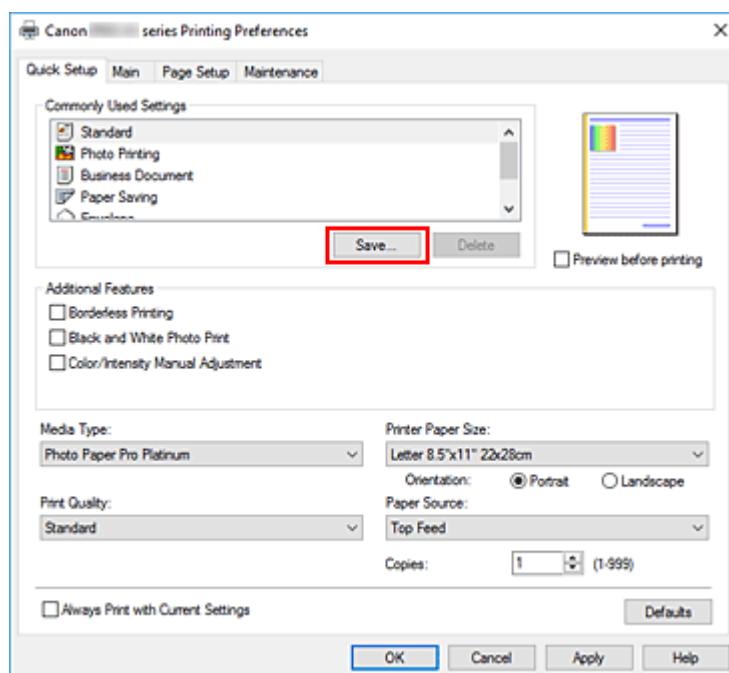 Canon series Printing Preferences
Quick Setup Main Page Setup Maintenance
Commonly Used Settings
Standard
Photo Printing
Business Document
Paper Saving
Envelope
Save... Delete
Preview before printing
Additional Features
Borderless Printing
Black and White Photo Print
Color/Intensity Manual Adjustment
Media Type: Printer Paper Size:
Photo Paper Pro Platinum Letter 8.5"x11" 22x28cm
Orientation: Portrait Landscape
Print Quality: Paper Source:
Standard Top Feed
Copies: 1 (1-999)
Always Print with Current Settings Defaults
OK Cancel Apply Help